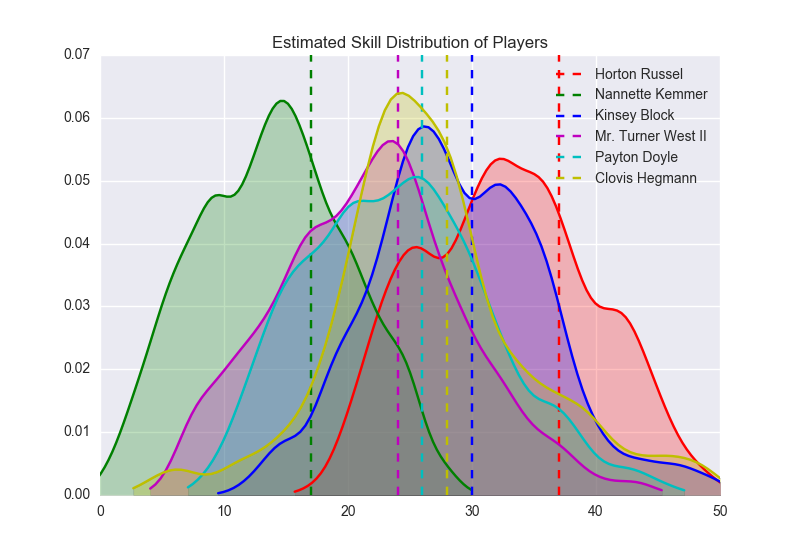 Estimated Skill Distribution of Players
0.07
0.06
0.05
0.04
0.03
0.02
0.01
0.00
0 10 20 30 40 50
Horton Russel
Nannette Kemmer
Kinsey Block
Mr. Turner West II
Payton Doyle
Clovis Hegmann